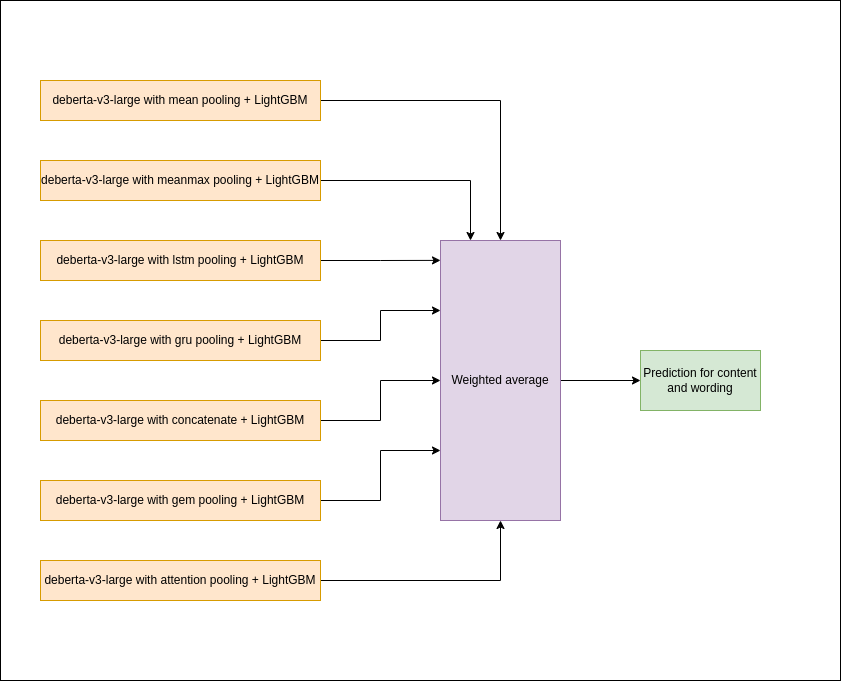 deberta-v3-large with mean pooling + LightGBM
deberta-v3-large with meanmax pooling + LightGBM
deberta-v3-large with lstm pooling + LightGBM
deberta-v3-large with gru pooling + LightGBM
deberta-v3-large with concatenate + LightGBM
deberta-v3-large with gem pooling + LightGBM
deberta-v3-large with attention pooling + LightGBM
Weighted average
Prediction for content
and wording